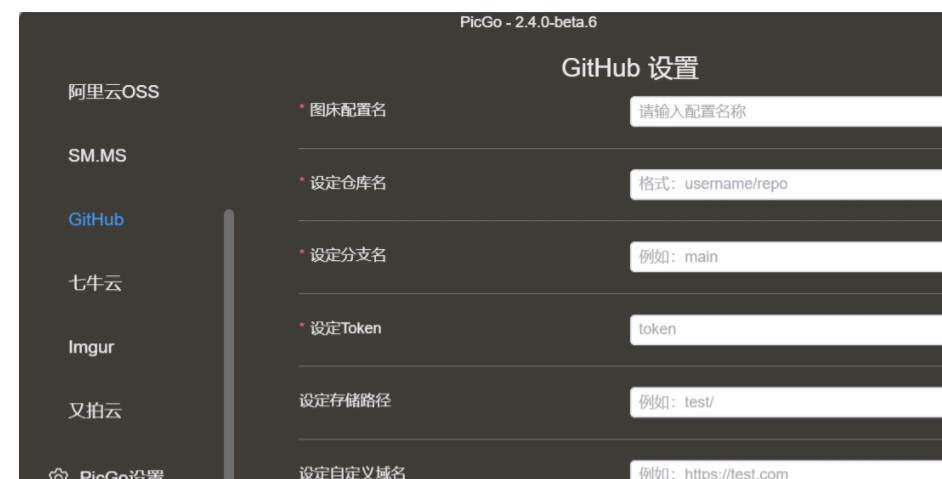 PicGo - 2.4.0-beta.6
GitHub 设置
阿里云OSS
SM.MS
GitHub
七牛云
Imgur
又拍云
PicGo设置
* 图床配置名
请输入配置名称
* 设定仓库名
格式：username/repo
* 设定分支名
例如：main
* 设定Token
token
设定存储路径
例如：test/
设定自定义域名
例如：https://test.com